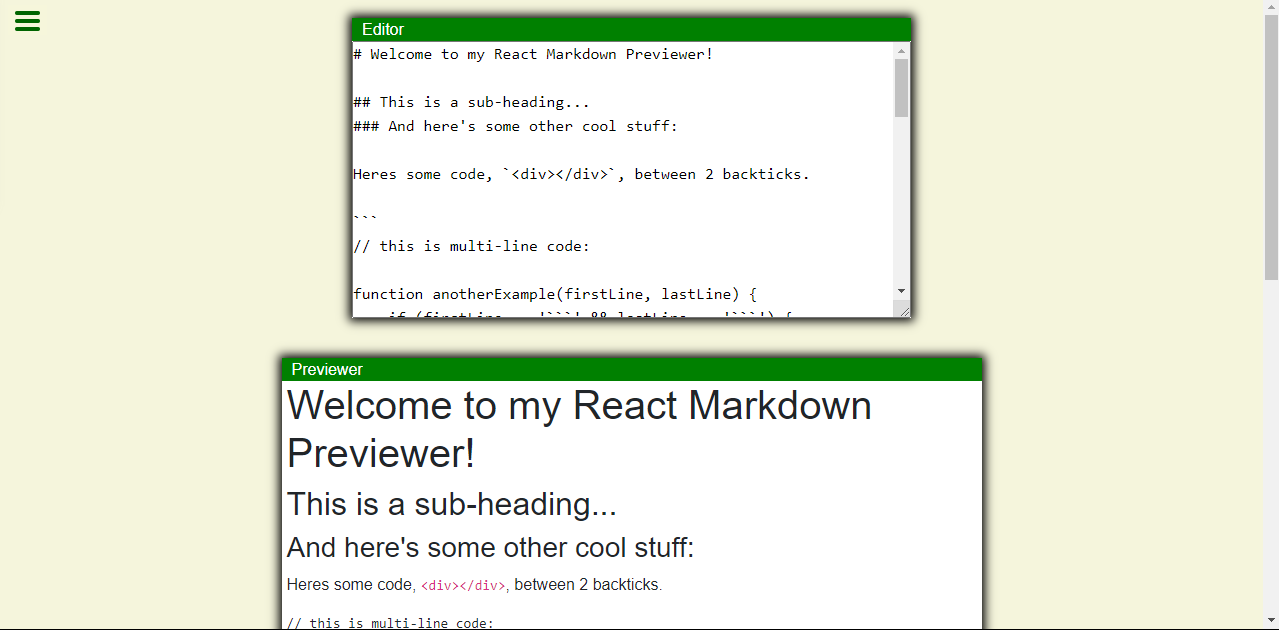 Editor
# Welcome to my React Markdown Previewer!
## This is a sub-heading...
### And here's some other cool stuff:
Heres some code, `<div></div>`, between 2 backticks.
```
// this is multi-line code:
function anotherExample(firstLine, lastLine) {
if (firstLine == '```' && lastLine == '```') {
Previewer
Welcome to my React Markdown
Previewer!
This is a sub-heading...
And here's some other cool stuff:
Heres some code, <div></div>, between 2 backticks.
// this is multi-line code: